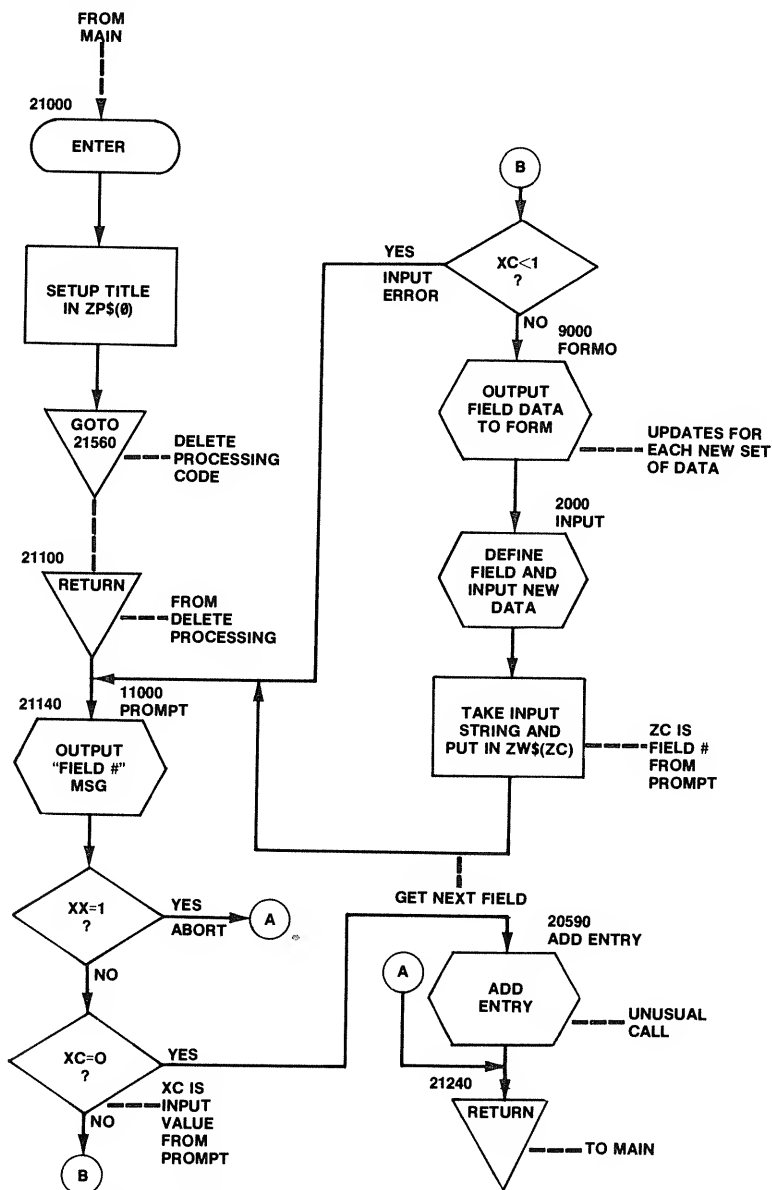 FROM
MAIN
21000
ENTER
SETUP TITLE
IN ZP$(Ø)
GOTO
21560
DELETE
PROCESSING
CODE
21100
RETURN
FROM
DELETE
PROCESSING
11000
PROMPT
21140
OUTPUT
"FIELD #"
MSG
XX=1
?
YES
ABORT
A
NO
XC=O
?
YES
XC IS
INPUT
VALUE
FROM
PROMPT
NO
B
B
XC<1
?
YES
INPUT
ERROR
NO
9000
FORMO
OUTPUT
FIELD DATA
TO FORM
UPDATES FOR
EACH NEW SET
OF DATA
2000
INPUT
DEFINE
FIELD AND
INPUT NEW
DATA
TAKE INPUT
STRING AND
PUT IN ZW$(ZC)
ZC IS
FIELD #
FROM
PROMPT
GET NEXT FIELD
20590
ADD ENTRY
A
ADD
ENTRY
UNUSUAL
CALL
21240
RETURN
TO MAIN